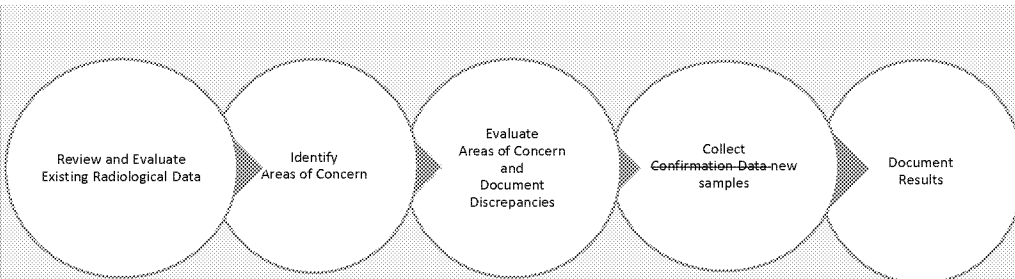 Review and Evaluate
Existing Radiological Data
Identify
Areas of Concern
Evaluate
Areas of Concern
and
Document
Discrepancies
Collect
Confirmation Data new
samples
Document
Results